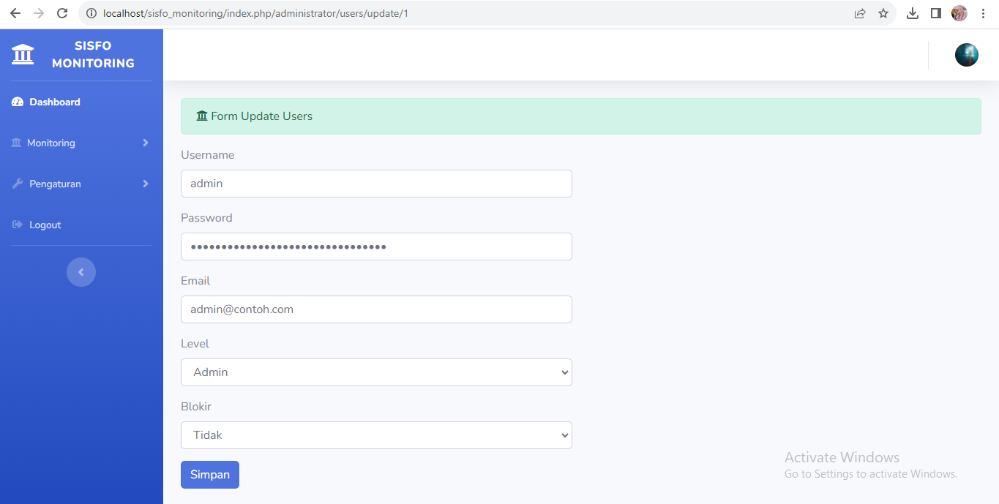 localhost/sisfo_monitoring/index.php/administrator/users/update/1
SISFO
MONITORING
Dashboard
Monitoring
Pengaturan
Logout
Form Update Users
Username
admin
Password
••••••••••••••••••••••••••••••••
Email
admin@contoh.com
Level
Admin
Blokir
Tidak
Simpan
Activate Windows
Go to Settings to activate Windows.